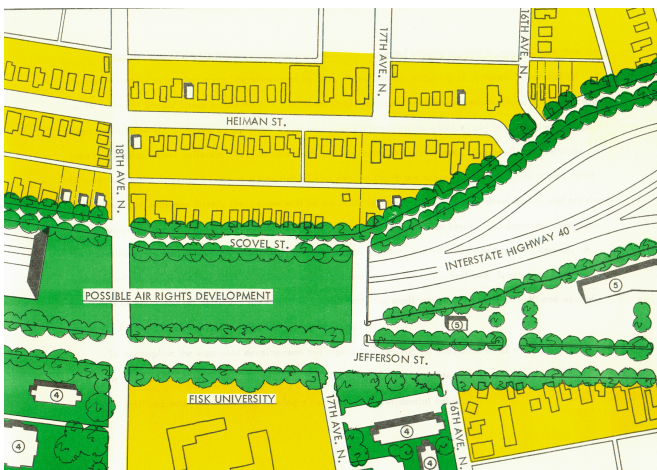 17TH AVE. N.
16TH AVE. N.
HEIMAN ST.
18TH AVE. N.
SCOVEL ST.
INTERSTATE HIGHWAY 40
5
POSSIBLE AIR RIGHTS DEVELOPMENT
(5)
JEFFERSON ST.
4
FISK UNIVERSITY
17TH AVE. N.
16TH AVE. N.
4
4
4